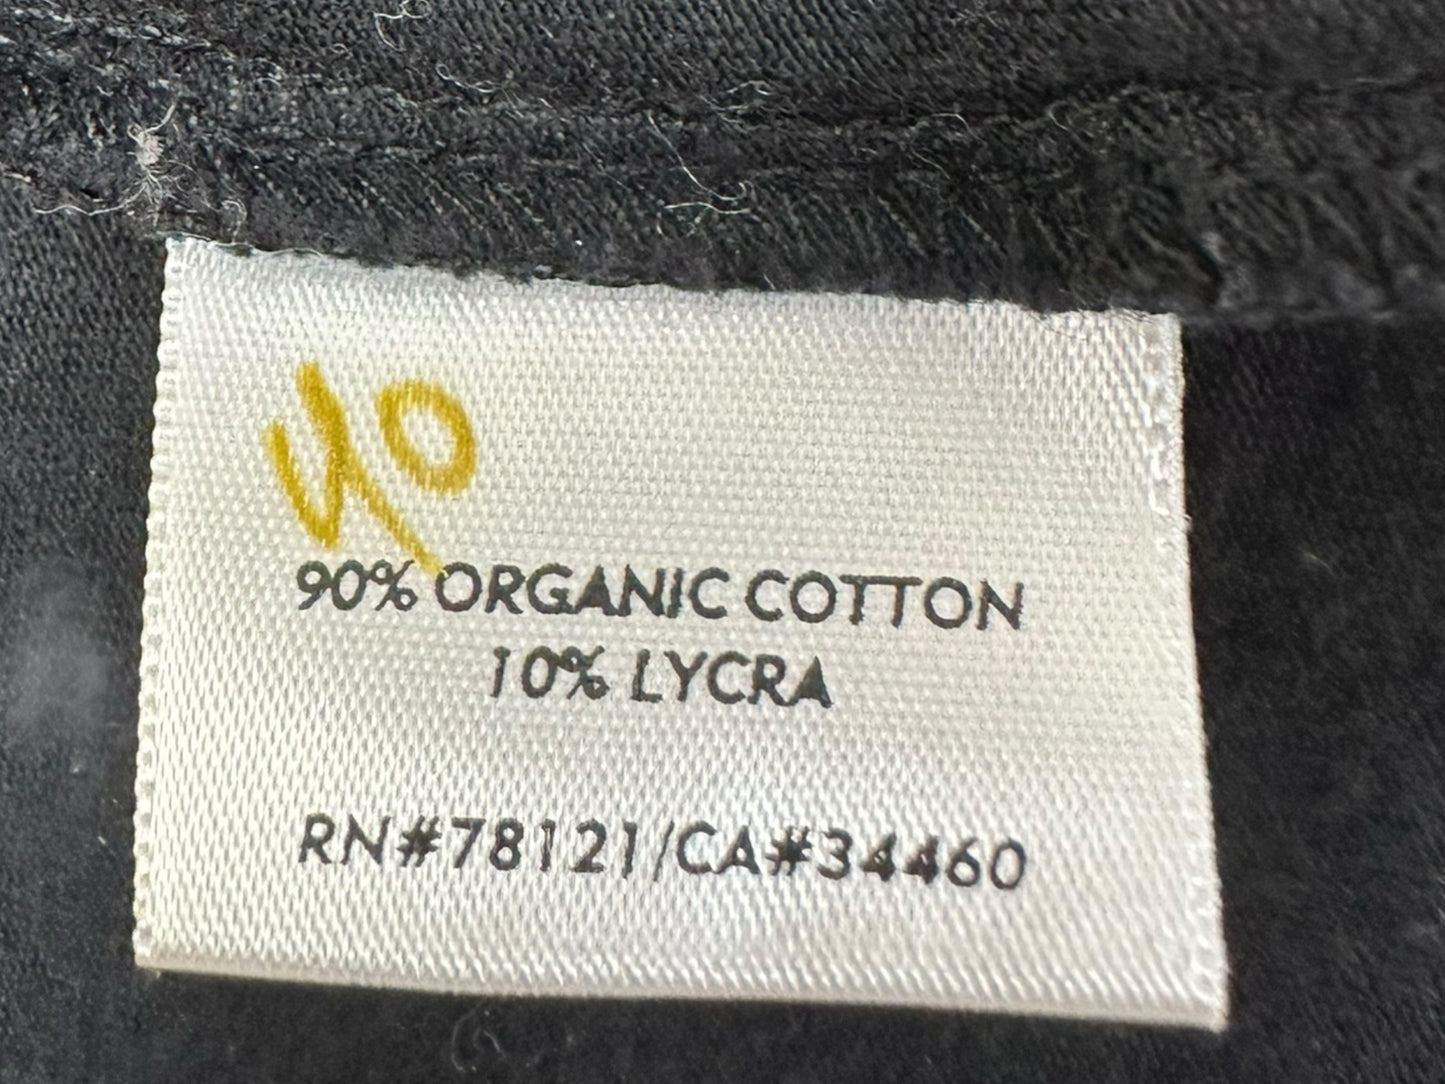 40
90% ORGANIC COTTON
10% LYCRA
RN#78121/CA#34460